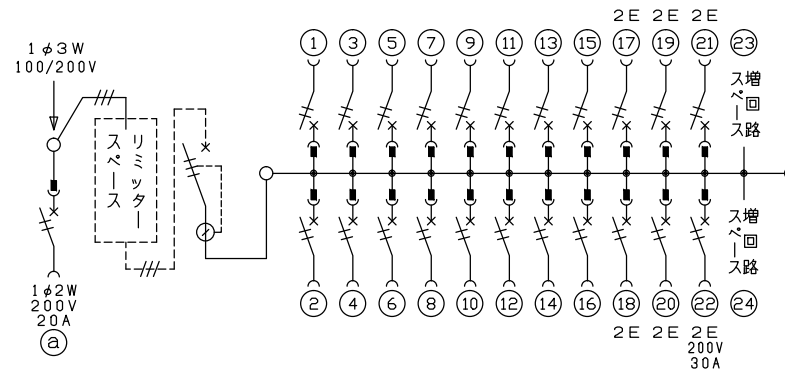 2E 2E 2E
1φ3W
100/200V
① ③ ⑤ ⑦ ⑨ ⑪ ⑬ ⑮ ⑰ ⑲ ㉑ ㉓
増回路
スペース
リミッター
スペース
増回路
スペース
1φ2W
200V
20A
ⓐ
② ④ ⑥ ⑧ ⑩ ⑫ ⑭ ⑯ ⑱ ⑳ ㉒ ㉔
2E 2E 2E
200V
30A